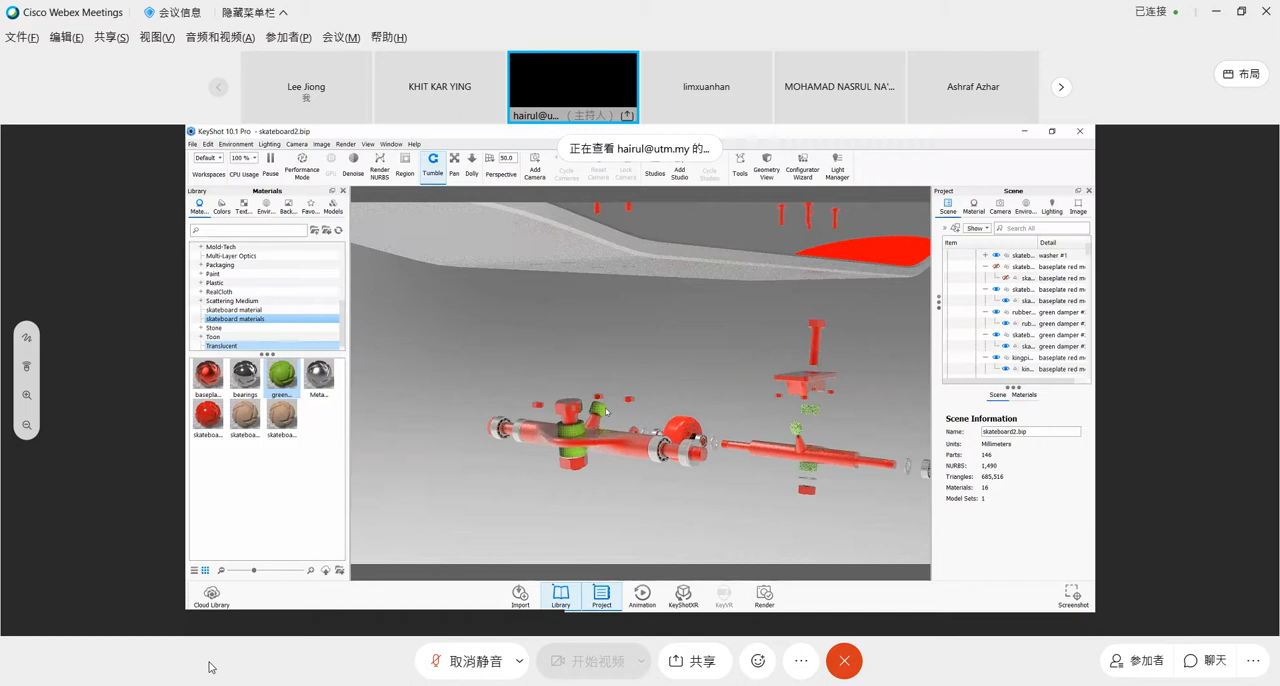 Cisco Webex Meetings
会议信息
隐藏菜单栏
已连接
文件(F)
编辑(E)
共享(S)
视图(V)
音频和视频(A)
参加者(P)
会议(M)
帮助(H)
Lee Jiong
我
KHIT KAR YING
hairul@u... (主持人)
limxuanhan
MOHAMAD NASRUL NA'...
Ashraf Azhar
布局
KeyShot 10.1 Pro - skateboard2.bip
正在查看 hairul@utm.my 的...
File Edit Environment Lighting Camera Image Render View Window Help
Default
100 %
50.0
Workspaces
CPU Usage
Pause
Performance Mode
GPU
Denoise
Render NURBS
Region
Tumble
Pan
Dolly
Perspective
Add Camera
Cycle Cameras
Reset Camera
Lock Camera
Studios
Add Studio
Cycle Studios
Tools
Geometry View
Configurator Wizard
Light Manager
Library
Materials
Mate...
Colors
Text...
Envi...
Back...
Favo...
Models
Mold-Tech
Multi-Layer Optics
Packaging
Paint
Plastic
RealCloth
Scattering Medium
skateboard material
skateboard materials
Stone
Toon
Translucent
basepla...
bearings
green...
Meta...
skateboa...
skateboa...
skateboa...
Project
Scene
Scene
Material
Camera
Enviro...
Lighting
Image
Show
Search All
Item
Detail
skateb... washer #1
skateb... baseplate red m
ska... baseplate red m
skateb... baseplate red m
ska... baseplate red m
rubber... green damper #
rub... green damper #
skateb... green damper #
ska... green damper #
kingpi... baseplate red m
kin... baseplate red m
Scene
Materials
Scene Information
Name: skateboard2.bip
Units: Millimeters
Parts: 146
NURBS: 1,490
Triangles: 685,516
Materials: 16
Model Sets: 1
Cloud Library
Import
Library
Project
Animation
KeyShotXR
KeyVR
Render
Screenshot
取消静音
开始视频
共享
参加者
聊天